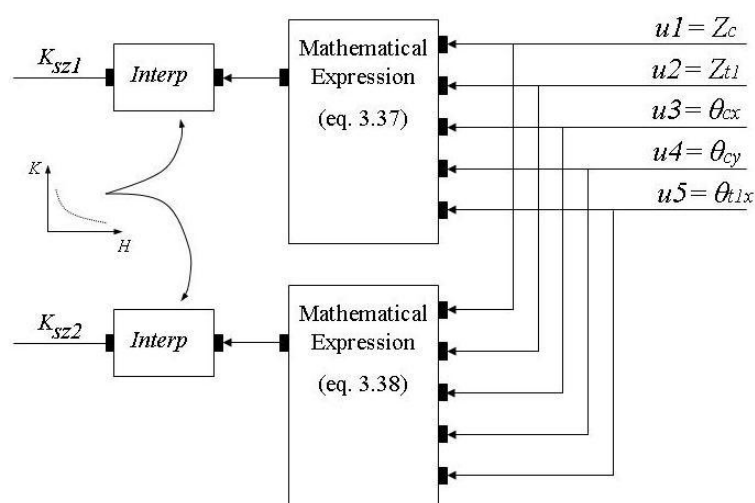 K_sz1
Interp
Mathematical
Expression
(eq. 3.37)
u1 = Z_c
u2 = Z_t1
u3 = θ_cx
u4 = θ_cy
u5 = θ_t1x
K
H
K_sz2
Interp
Mathematical
Expression
(eq. 3.38)